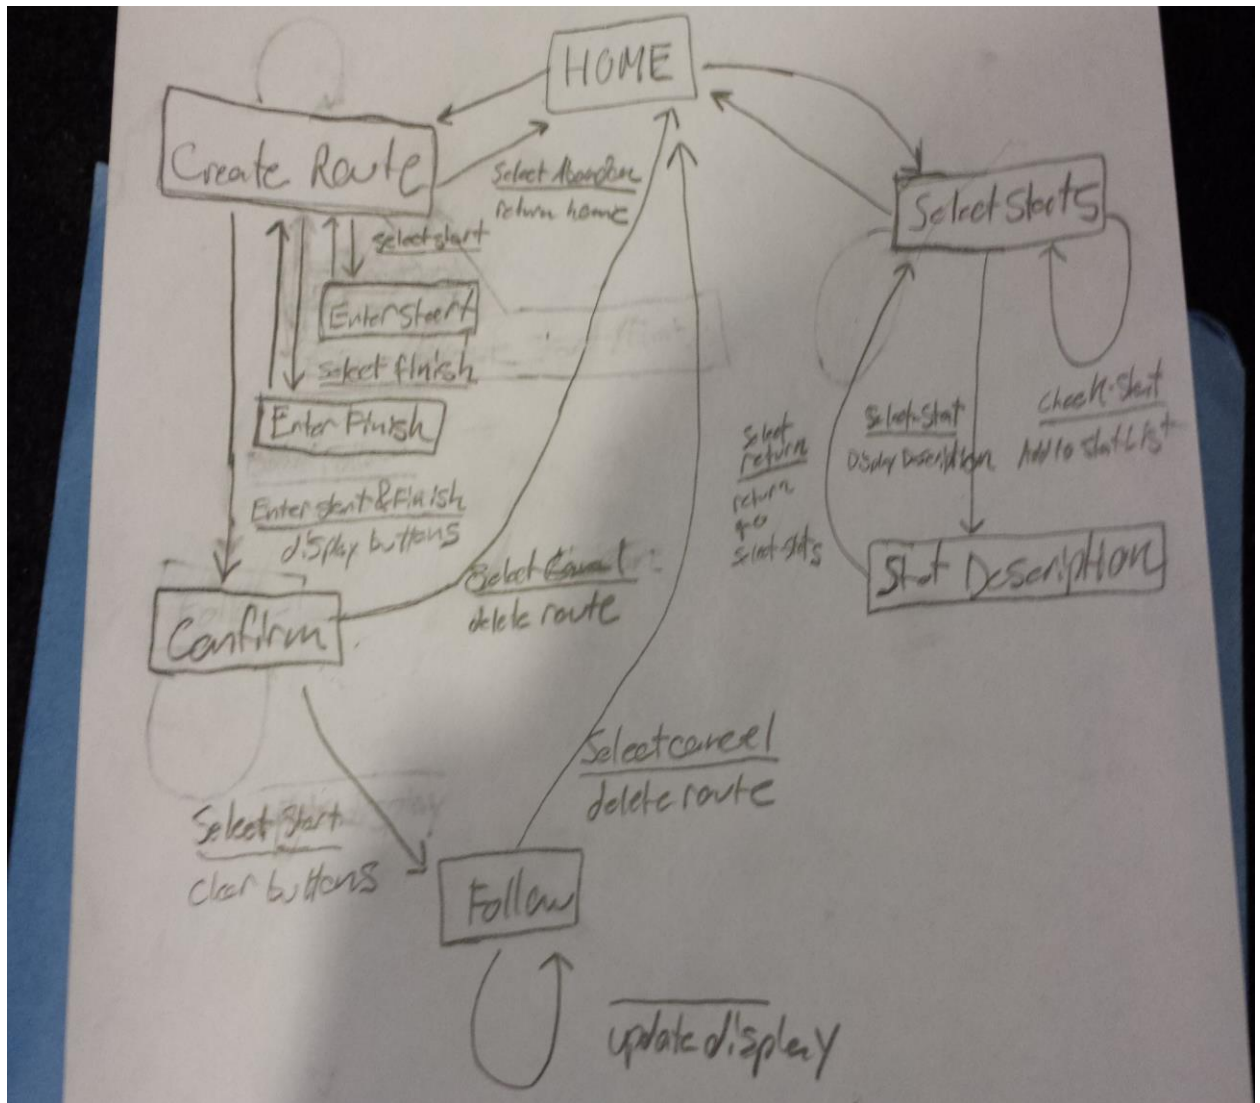 HOME
Create Route
Select Abandon
return home
Select Stats
select start
Enter Start
select finish
Enter Finish
Enter start & Finish
display buttons
Select Cancel
delete route
Confirm
Select
return
return
to
Select Stats
Select Stat
Display Description
Check Stat
Add to Stat List
Stat Description
Select cancel
delete route
Select Start
Clear buttons
Follow
update display